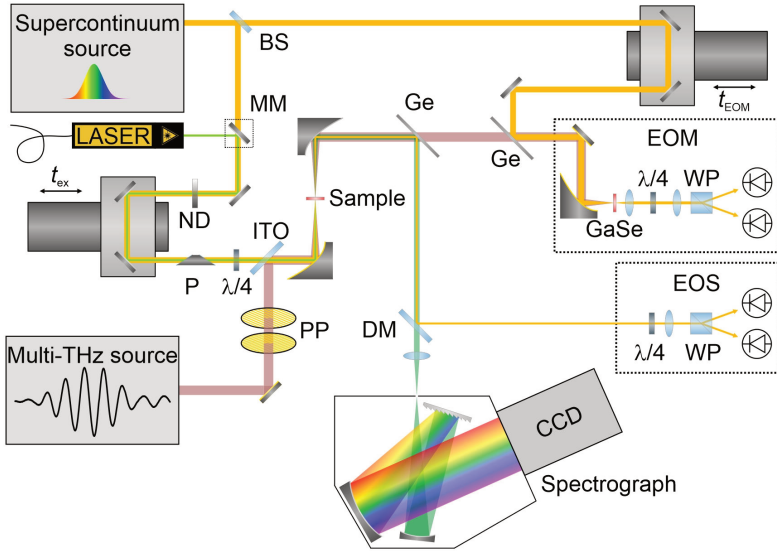 Supercontinuum
source
BS
t_EOM
MM
Ge
LASER
Ge
EOM
λ/4
WP
t_ex
ND
Sample
GaSe
ITO
P
λ/4
EOS
PP
DM
λ/4
WP
Multi-THz source
CCD
Spectrograph